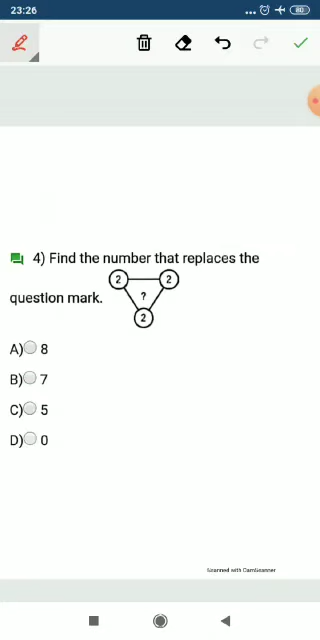 23:26
80
4) Find the number that replaces the
2 2
question mark. ?
2
A) 8
B) 7
C) 5
D) 0
Scanned with CamScanner